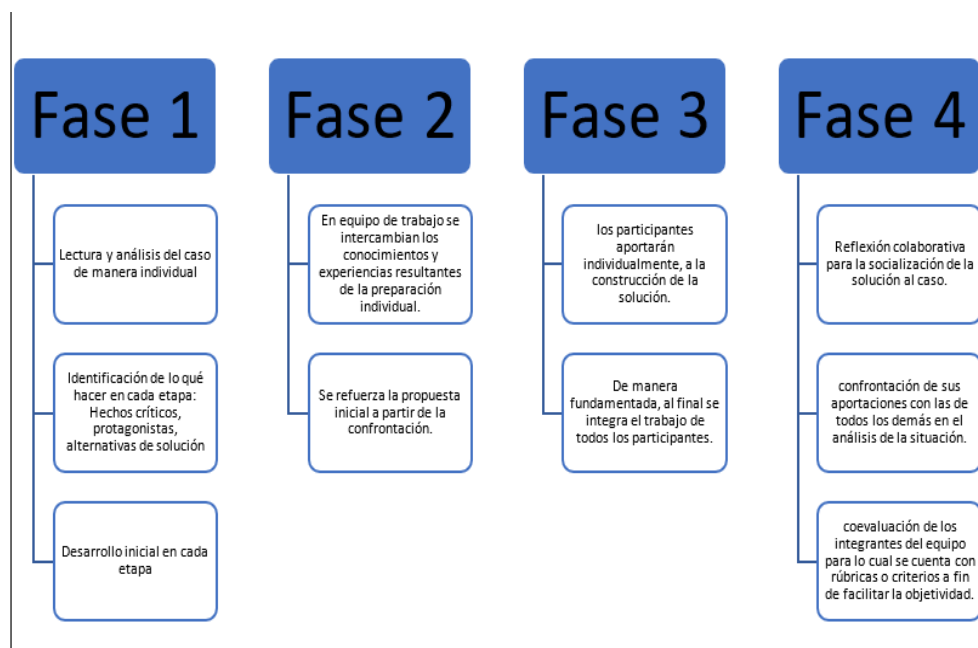 Fase 1
Lectura y análisis del caso
de manera individual
Identificación de lo qué
hacer en cada etapa:
Hechos críticos,
protagonistas,
alternativas de solución
Desarrollo inicial en cada
etapa
Fase 2
En equipo de trabajo se
intercambian los
conocimientos y
experiencias resultantes
de la preparación
individual.
Se refuerza la propuesta
inicial a partir de la
confrontación.
Fase 3
los participantes
aportarán
individualmente, a la
construcción de la
solución.
De manera
fundamentada, al final se
integra el trabajo de
todos los participantes.
Fase 4
Reflexión colaborativa
para la socialización de la
solución al caso.
confrontación de sus
aportaciones con las de
todos los demás en el
análisis de la situación.
coevaluación de los
integrantes del equipo
para lo cual se cuenta con
rúbricas o criterios a fin
de facilitar la objetividad.